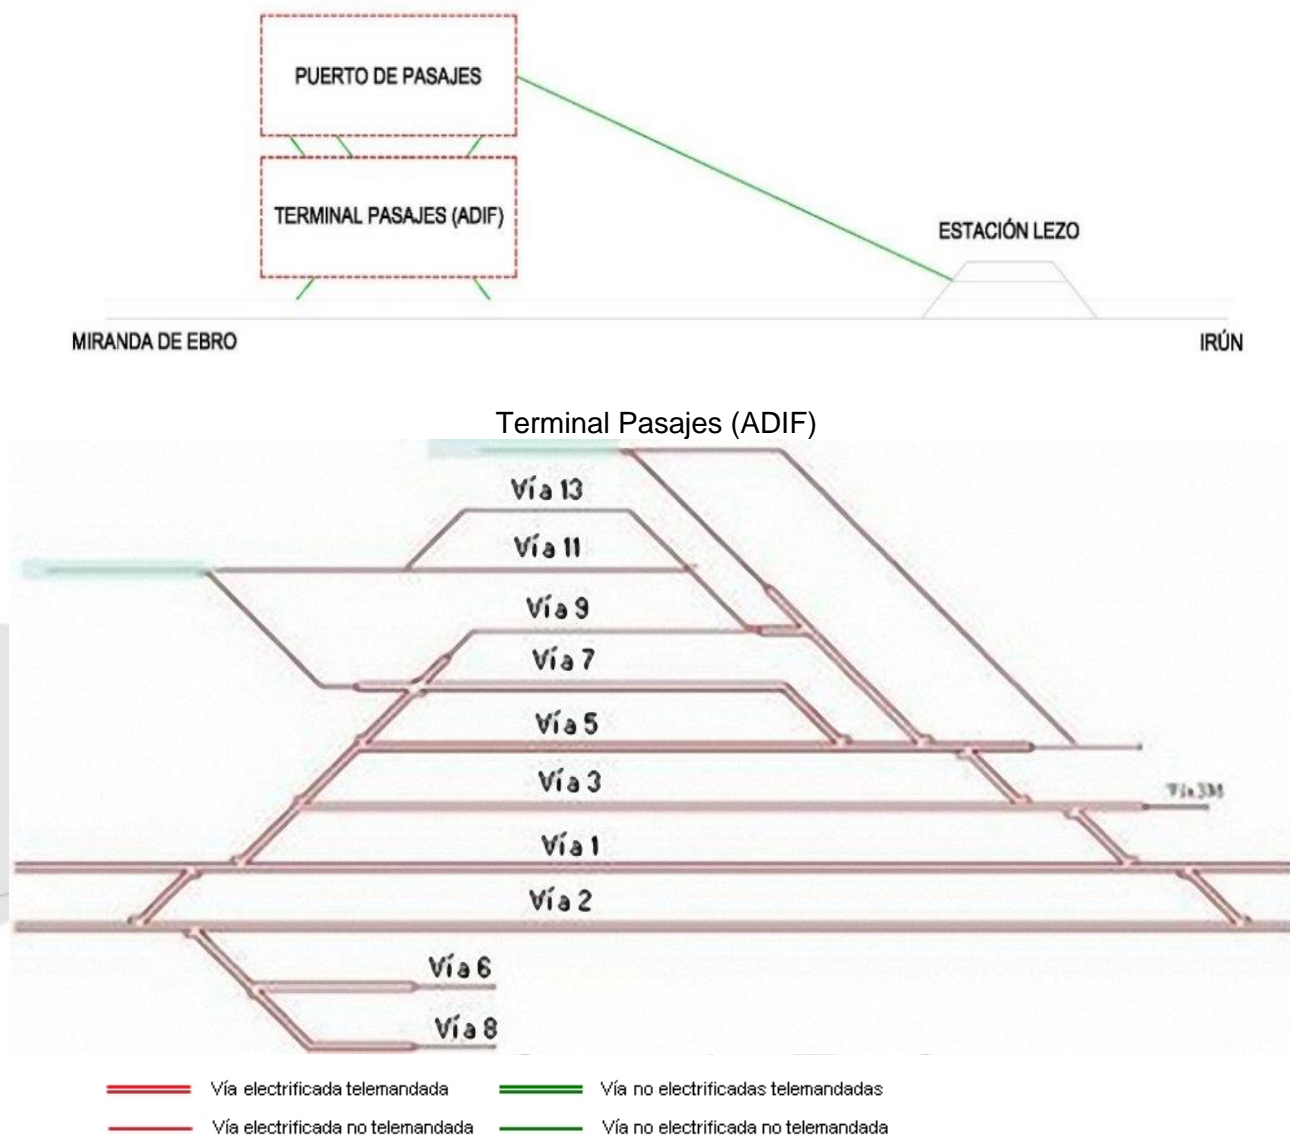 PUERTO DE PASAJES
TERMINAL PASAJES (ADIF)
ESTACIÓN LEZO
MIRANDA DE EBRO
IRÚN
Terminal Pasajes (ADIF)
Vía 13
Vía 11
Vía 9
Vía 7
Vía 5
Vía 3
Vía 3M
Vía 1
Vía 2
Vía 6
Vía 8
Vía electrificada telemandada
Vía no electrificadas telemandadas
Vía electrificada no telemandada
Vía no electrificada no telemandada